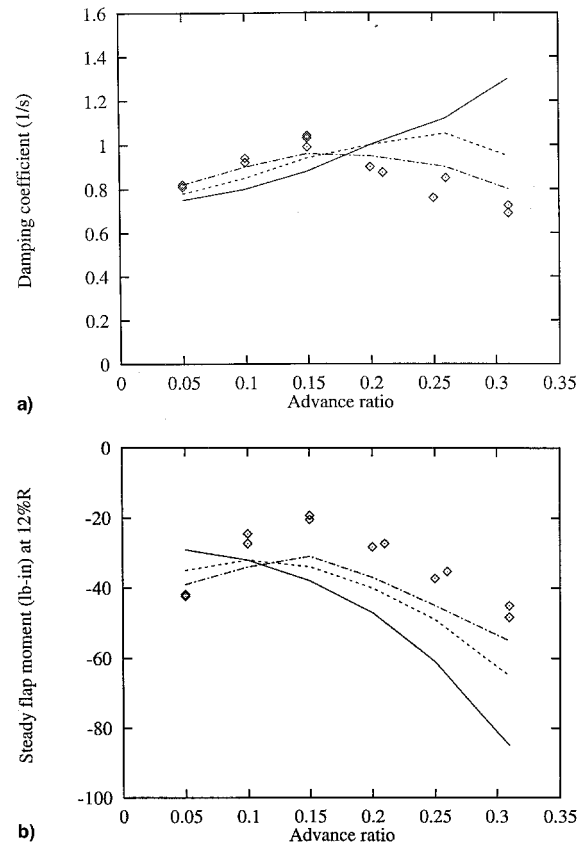 1.6
1.4
1.2
1
0.8
0.6
0.4
0.2
0
Damping coefficient (1/s)
0 0.05 0.1 0.15 0.2 0.25 0.3 0.35
a) Advance ratio
0
-20
-40
-60
-80
-100
Steady flap moment (lb-in) at 12%R
0 0.05 0.1 0.15 0.2 0.25 0.3 0.35
b) Advance ratio